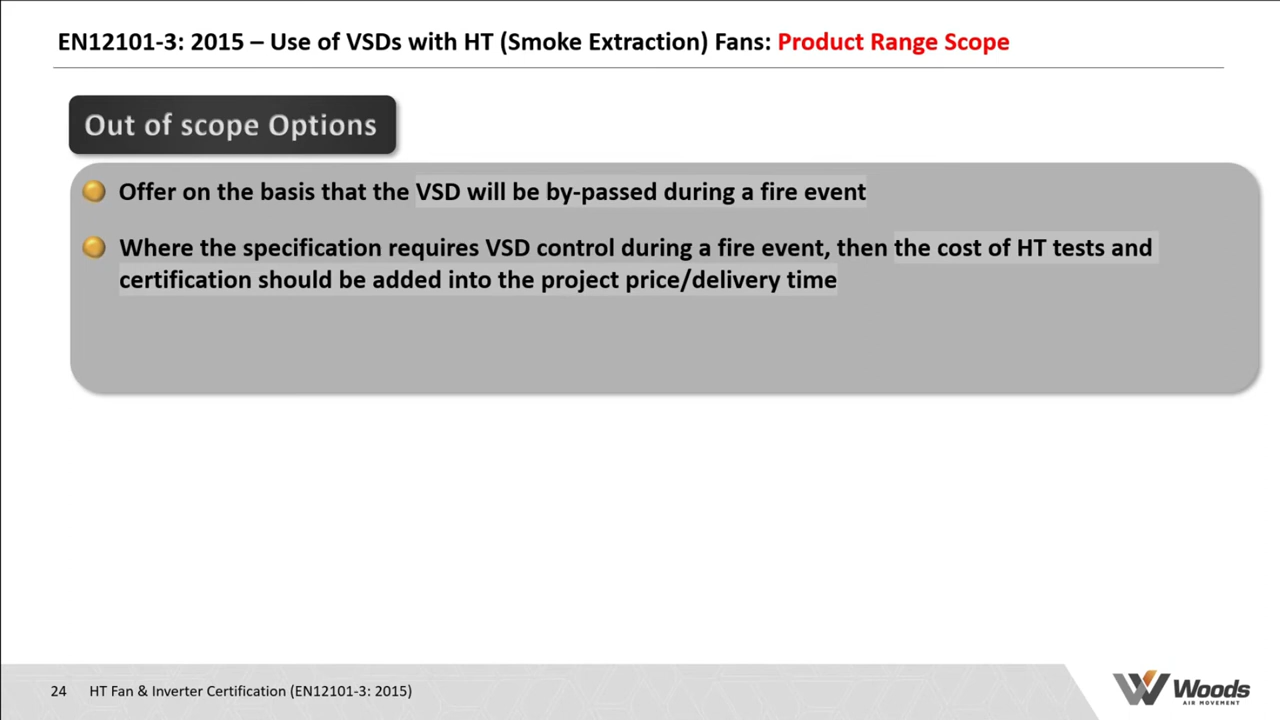 EN12101-3: 2015 – Use of VSDs with HT (Smoke Extraction) Fans: Product Range Scope
Out of scope Options
Offer on the basis that the VSD will be by-passed during a fire event
Where the specification requires VSD control during a fire event, then the cost of HT tests and
certification should be added into the project price/delivery time
24 HT Fan & Inverter Certification (EN12101-3: 2015)
Woods
AIR MOVEMENT